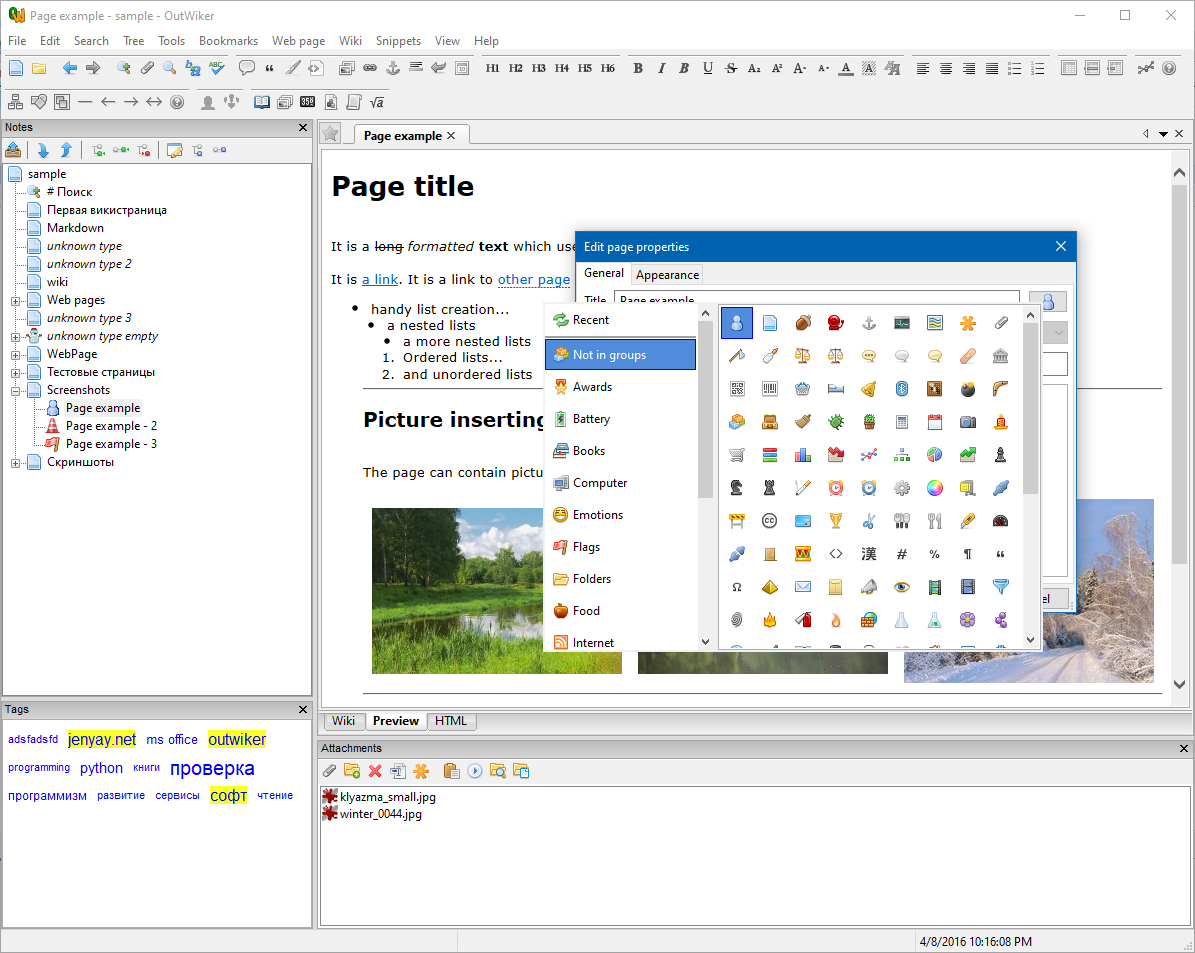 Page example - sample - OutWiker
File Edit Search Tree Tools Bookmarks Web page Wiki Snippets View Help
H1 H2 H3 H4 H5 H6 B I B U S
Notes
sample
# Поиск
Первая викистраница
Markdown
unknown type
unknown type 2
wiki
Web pages
unknown type 3
unknown type empty
WebPage
Тестовые страницы
Screenshots
Page example
Page example - 2
Page example - 3
Скриншоты
Tags
adsfadsfd jenyay.net ms office outwiker
programming python книги проверка
программизм развитие сервисы софт чтение
Page example
Page title
It is a long formatted text which use
It is a link. It is a link to other page
handy list creation...
a nested lists
a more nested lists
1. Ordered lists...
2. and unordered lists
Picture inserting
The page can contain pictu
Edit page properties
General Appearance
Title Page example
Recent
Not in groups
Awards
Battery
Books
Computer
Emotions
Flags
Folders
Food
Internet
Wiki Preview HTML
Attachments
klyazma_small.jpg
winter_0044.jpg
4/8/2016 10:16:08 PM